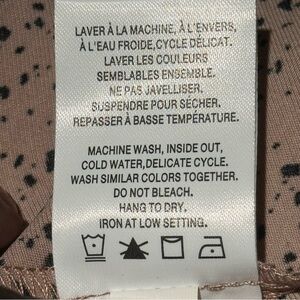 LAVER À LA MACHINE, À L'ENVERS,
À L'EAU FROIDE,CYCLE DÉLICAT.
LAVER LES COULEURS
SEMBLABLES ENSEMBLE.
NE PAS JAVELLISER.
SUSPENDRE POUR SÉCHER.
REPASSER À BASSE TEMPÉRATURE.
MACHINE WASH, INSIDE OUT,
COLD WATER,DELICATE CYCLE.
WASH SIMILAR COLORS TOGETHER.
DO NOT BLEACH.
HANG TO DRY.
IRON AT LOW SETTING.